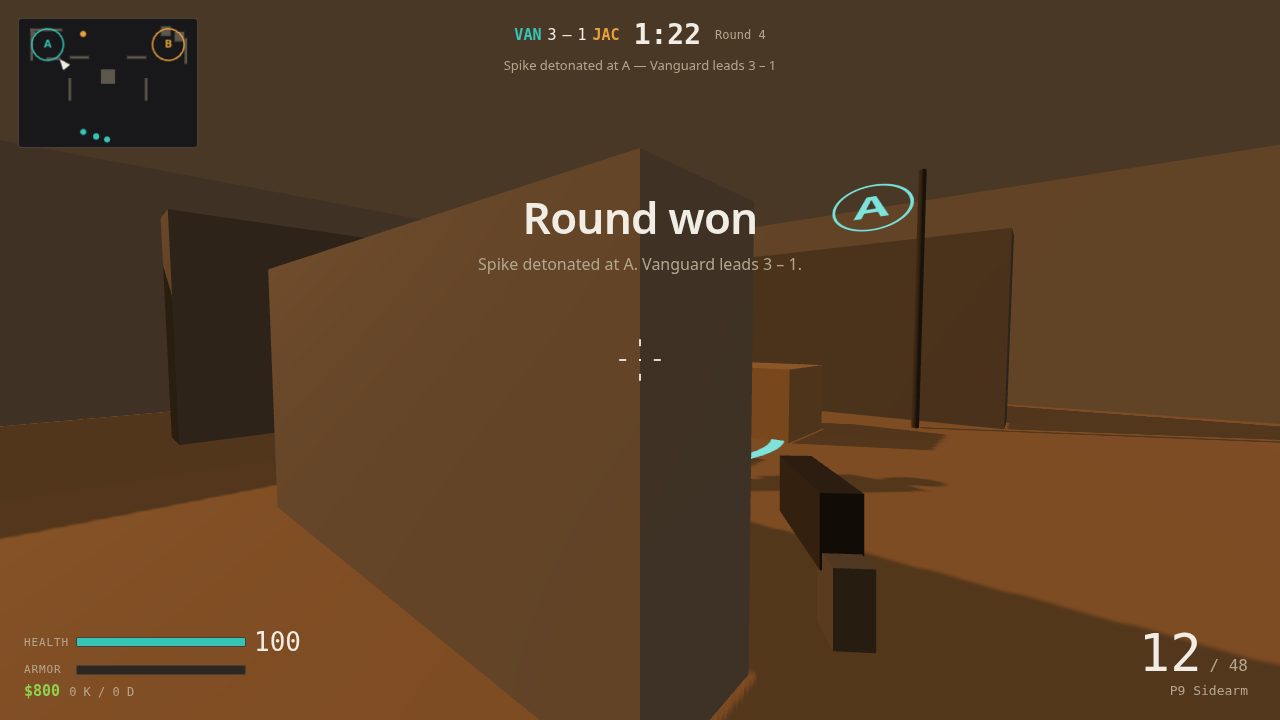 A
B
VAN 3 – 1 JAC 1:22 Round 4
Spike detonated at A — Vanguard leads 3 – 1
A
Round won
Spike detonated at A. Vanguard leads 3 – 1.
HEALTH 100
ARMOR
$800 0 K / 0 D
12 / 48
P9 Sidearm